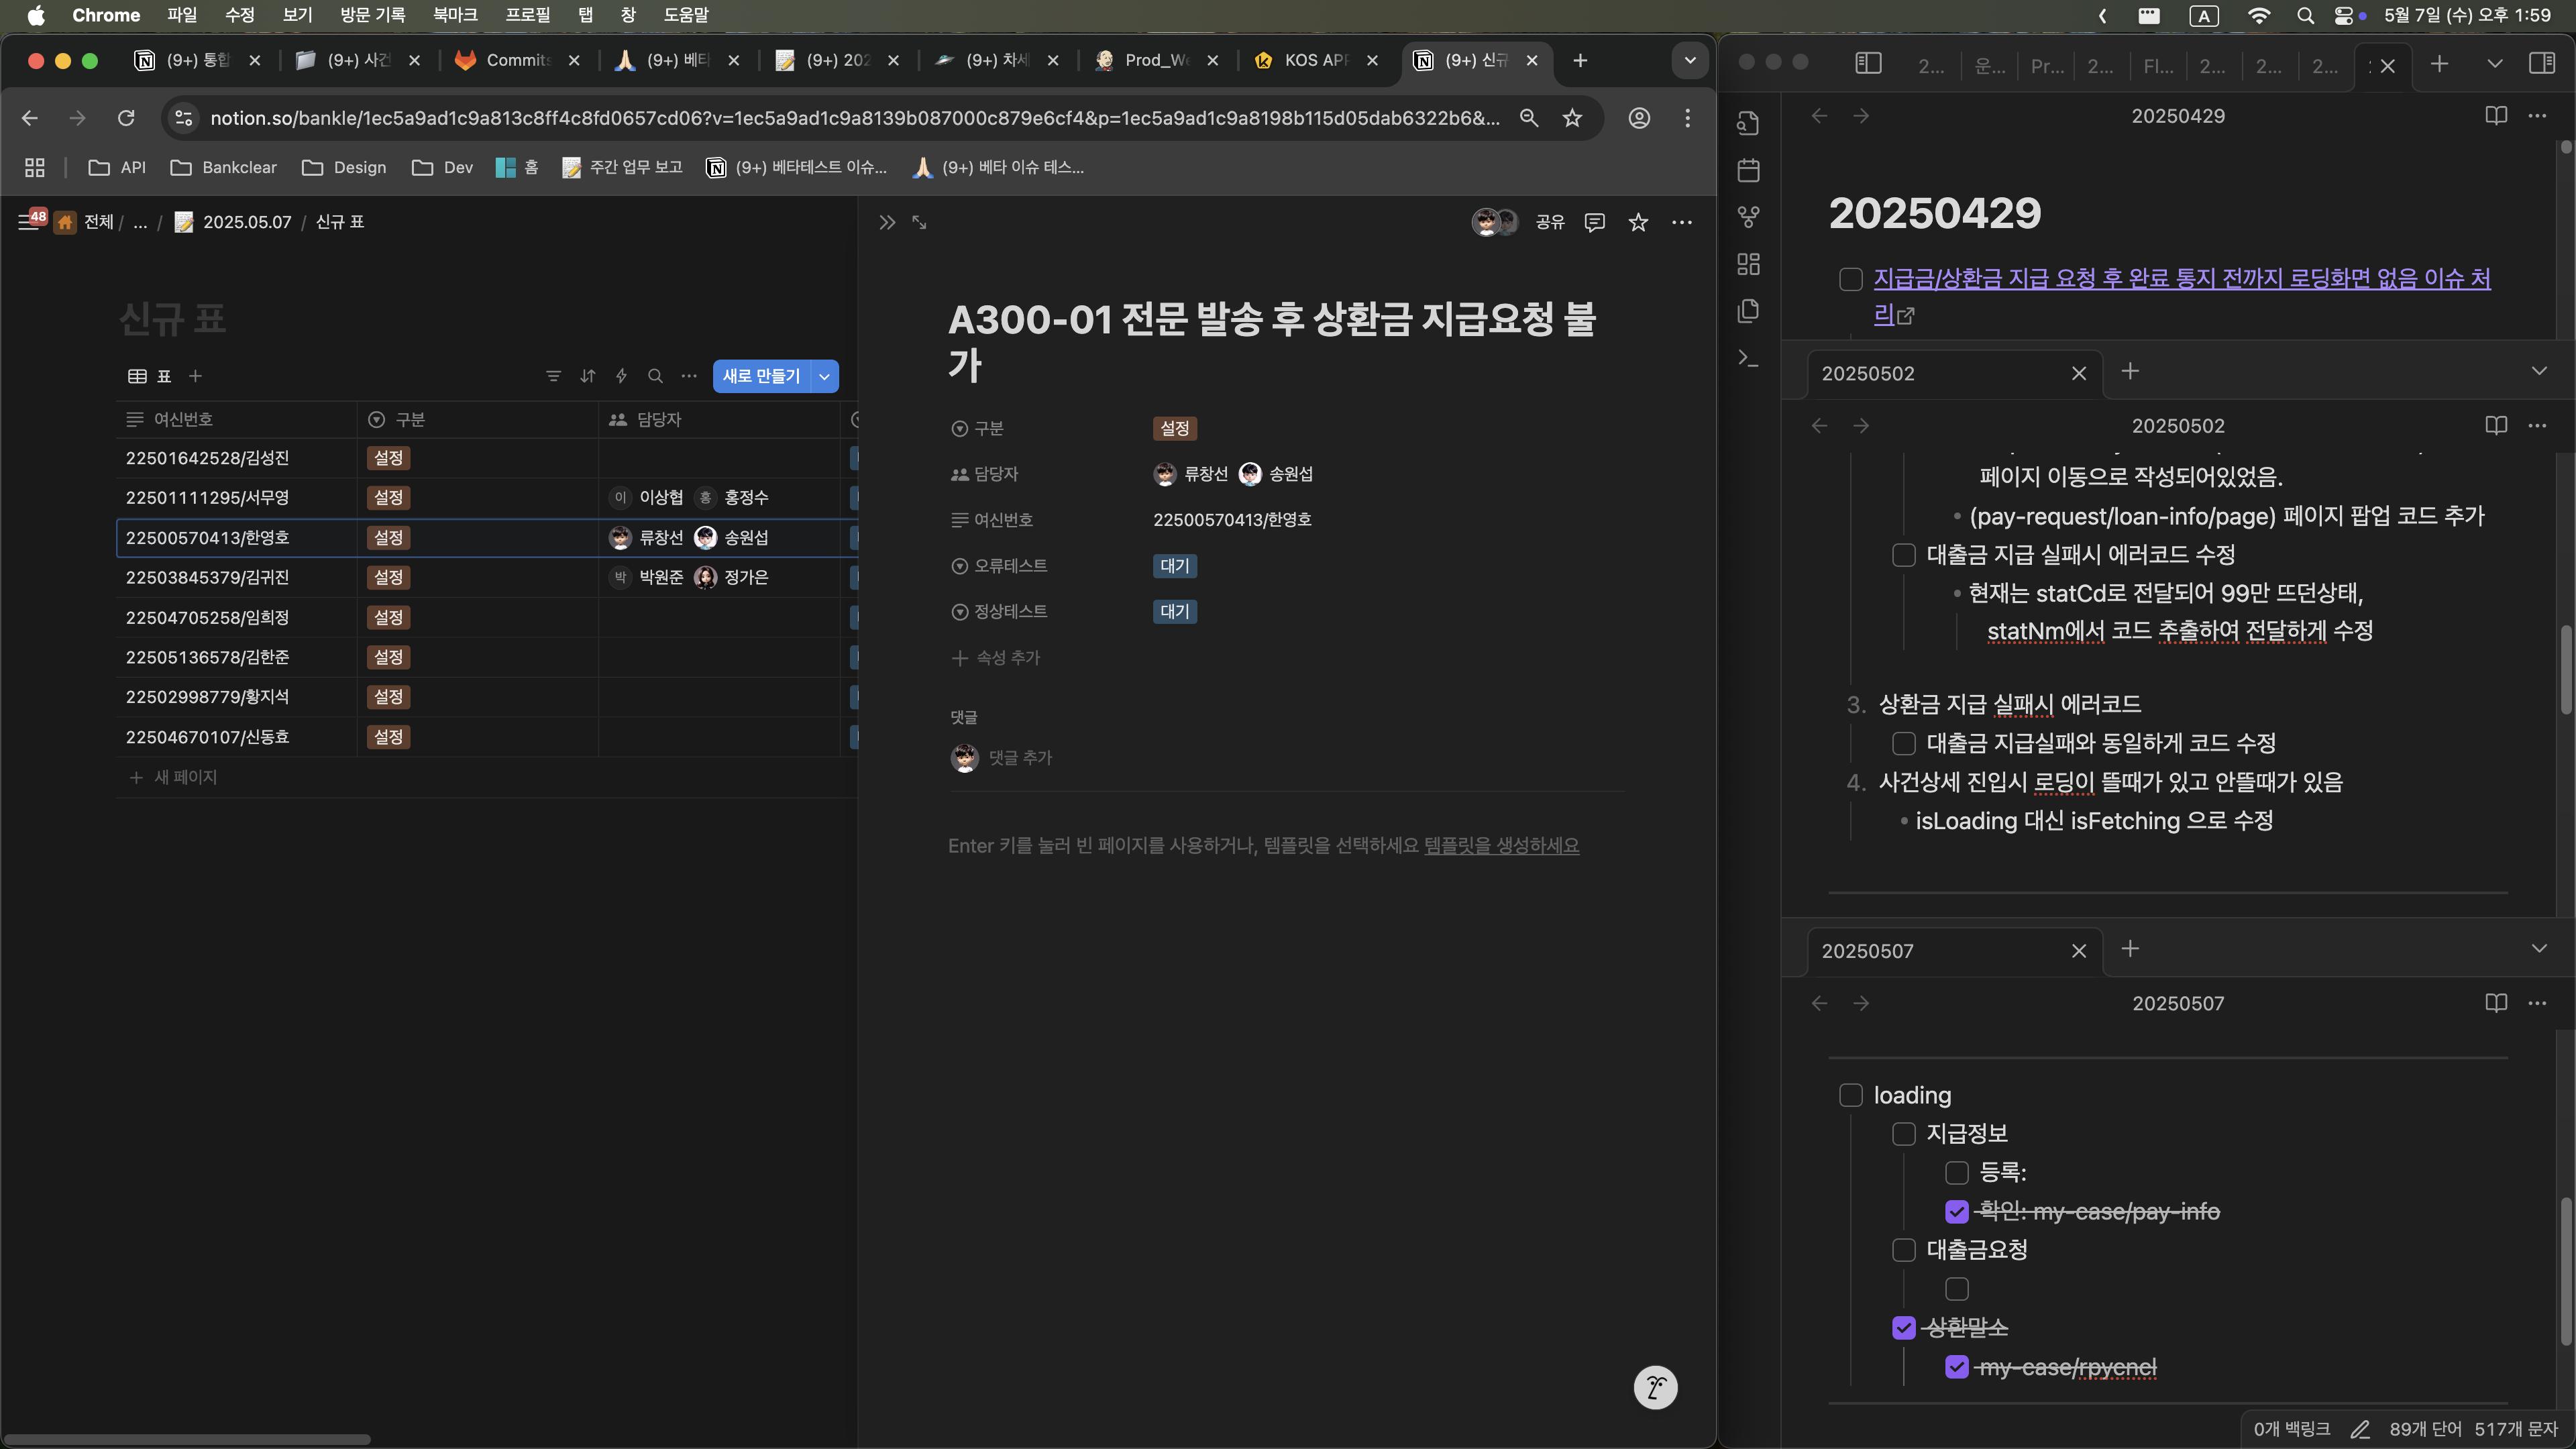 Chrome 파일 수정 보기 방문 기록 북마크 프로필 탭 창 도움말
A 5월 7일 (수) 오후 1:59
(9+) 통합 (9+) 사건 Commits (9+) 베타 (9+) 202 (9+) 차세 Prod_We KOS APP (9+) 신규
notion.so/bankle/1ec5a9ad1c9a813c8ff4c8fd0657cd06?v=1ec5a9ad1c9a8139b087000c879e6cf4&p=1ec5a9ad1c9a8198b115d05dab6322b6&...
API Bankclear Design Dev 홈 주간 업무 보고 (9+) 베타테스트 이슈... (9+) 베타 이슈 테스...
48 전체 / ... / 2025.05.07 / 신규 표
신규 표
표
새로 만들기
여신번호 구분 담당자
22501642528/김성진 설정
22501111295/서무영 설정 이 이상협 홍 홍정수
22500570413/한영호 설정 류창선 송원섭
22503845379/김귀진 설정 박 박원준 정가은
22504705258/임희정 설정
22505136578/김한준 설정
22502998779/황지석 설정
22504670107/신동효 설정
새 페이지
공유
A300-01 전문 발송 후 상환금 지급요청 불
가
구분 설정
담당자 류창선 송원섭
여신번호 22500570413/한영호
오류테스트 대기
정상테스트 대기
속성 추가
댓글
댓글 추가
Enter 키를 눌러 빈 페이지를 사용하거나, 템플릿을 선택하세요 템플릿을 생성하세요
2... 운... Pr... 2... Fl... 2... 2... 2...
20250429
20250429
지급금/상환금 지급 요청 후 완료 통지 전까지 로딩화면 없음 이슈 처
리
20250502
20250502
페이지 이동으로 작성되어있었음.
(pay-request/loan-info/page) 페이지 팝업 코드 추가
대출금 지급 실패시 에러코드 수정
현재는 statCd로 전달되어 99만 뜨던상태,
statNm에서 코드 추출하여 전달하게 수정
3. 상환금 지급 실패시 에러코드
대출금 지급실패와 동일하게 코드 수정
4. 사건상세 진입시 로딩이 뜰때가 있고 안뜰때가 있음
isLoading 대신 isFetching 으로 수정
20250507
20250507
loading
지급정보
등록:
확인: my-case/pay-info
대출금요청
상환말소
my-case/rpycncl
0개 백링크 89개 단어 517개 문자